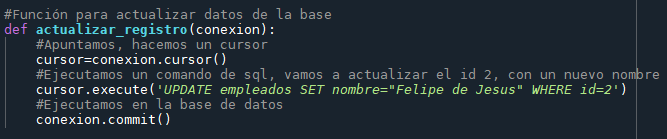 #Función para actualizar datos de la base
def actualizar_registro(conexion):
    #Apuntamos, hacemos un cursor
    cursor=conexion.cursor()
    #Ejecutamos un comando de sql, vamos a actualizar el id 2, con un nuevo nombre
    cursor.execute('UPDATE empleados SET nombre="Felipe de Jesus" WHERE id=2')
    #Ejecutamos en la base de datos
    conexion.commit()